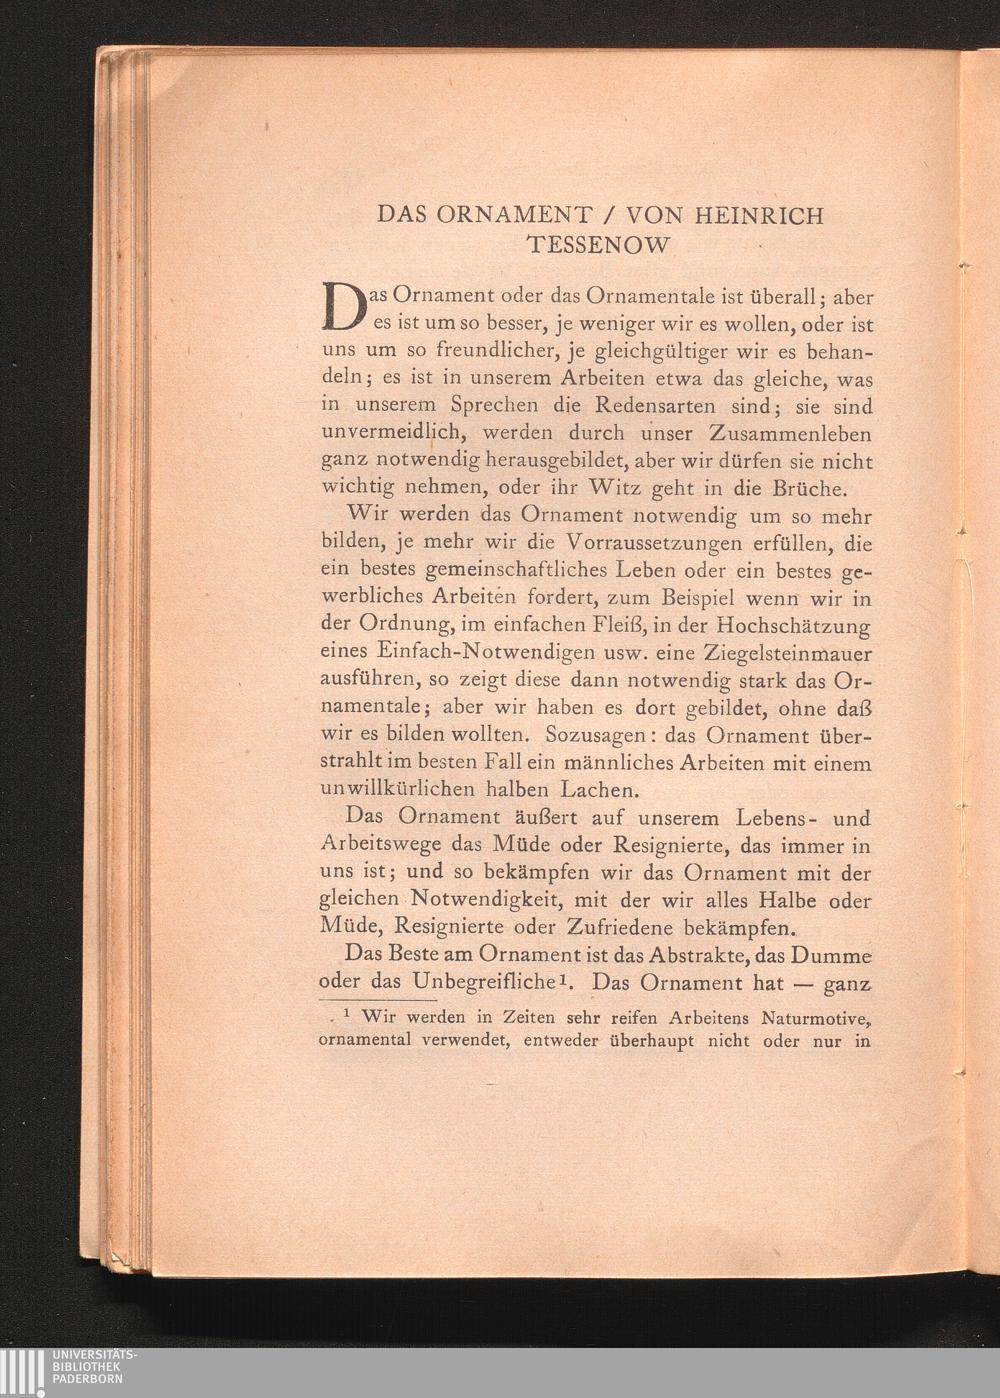 DAS ORNAMENT / VON HEINRICH
TESSENOW
Das Ornament oder das Ornamentale ist überall; aber
es ist um so besser, je weniger wir es wollen, oder ist
uns um so freundlicher, je gleichgültiger wir es behan-
deln; es ist in unserem Arbeiten etwa das gleiche, was
in unserem Sprechen die Redensarten sind; sie sind
unvermeidlich, werden durch unser Zusammenleben
ganz notwendig herausgebildet, aber wir dürfen sie nicht
wichtig nehmen, oder ihr Witz geht in die Brüche.
Wir werden das Ornament notwendig um so mehr
bilden, je mehr wir die Vorraussetzungen erfüllen, die
ein bestes gemeinschaftliches Leben oder ein bestes ge-
werbliches Arbeiten fordert, zum Beispiel wenn wir in
der Ordnung, im einfachen Fleiß, in der Hochschätzung
eines Einfach-Notwendigen usw. eine Ziegelsteinmauer
ausführen, so zeigt diese dann notwendig stark das Or-
namentale; aber wir haben es dort gebildet, ohne daß
wir es bilden wollten. Sozusagen: das Ornament über-
strahlt im besten Fall ein männliches Arbeiten mit einem
unwillkürlichen halben Lachen.
Das Ornament äußert auf unserem Lebens- und
Arbeitswege das Müde oder Resignierte, das immer in
uns ist; und so bekämpfen wir das Ornament mit der
gleichen Notwendigkeit, mit der wir alles Halbe oder
Müde, Resignierte oder Zufriedene bekämpfen.
Das Beste am Ornament ist das Abstrakte, das Dumme
oder das Unbegreifliche¹. Das Ornament hat — ganz
¹ Wir werden in Zeiten sehr reifen Arbeitens Naturmotive,
ornamental verwendet, entweder überhaupt nicht oder nur in
UNIVERSITÄTS-
BIBLIOTHEK
PADERBORN